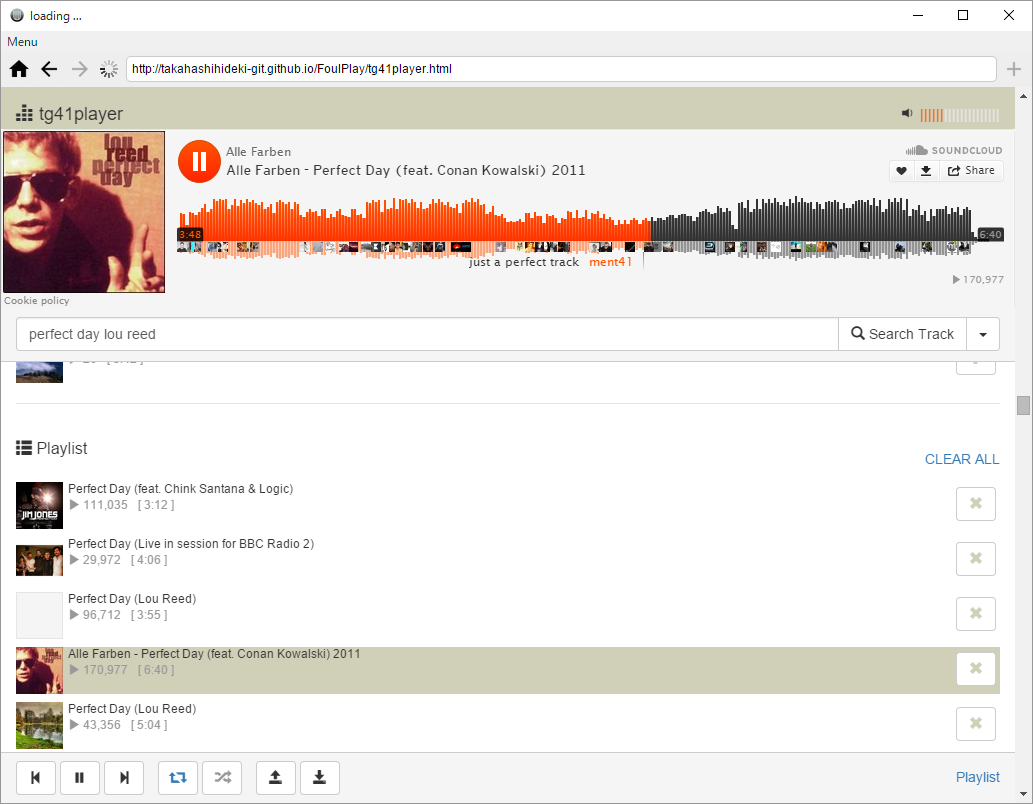 loading ...
Menu
http://takahashihideki-git.github.io/FoulPlay/tg41player.html
tg41player
lou reed perfect day
Alle Farben
Alle Farben - Perfect Day (feat. Conan Kowalski) 2011
SOUNDCLOUD
Share
3:48
6:40
just a perfect track ment41
170,977
Cookie policy
perfect day lou reed
Search Track
Playlist
CLEAR ALL
Perfect Day (feat. Chink Santana & Logic)
111,035 [ 3:12 ]
JIM JONES
Perfect Day (Live in session for BBC Radio 2)
29,972 [ 4:06 ]
Perfect Day (Lou Reed)
96,712 [ 3:55 ]
Alle Farben - Perfect Day (feat. Conan Kowalski) 2011
170,977 [ 6:40 ]
Perfect Day (Lou Reed)
43,356 [ 5:04 ]
Playlist